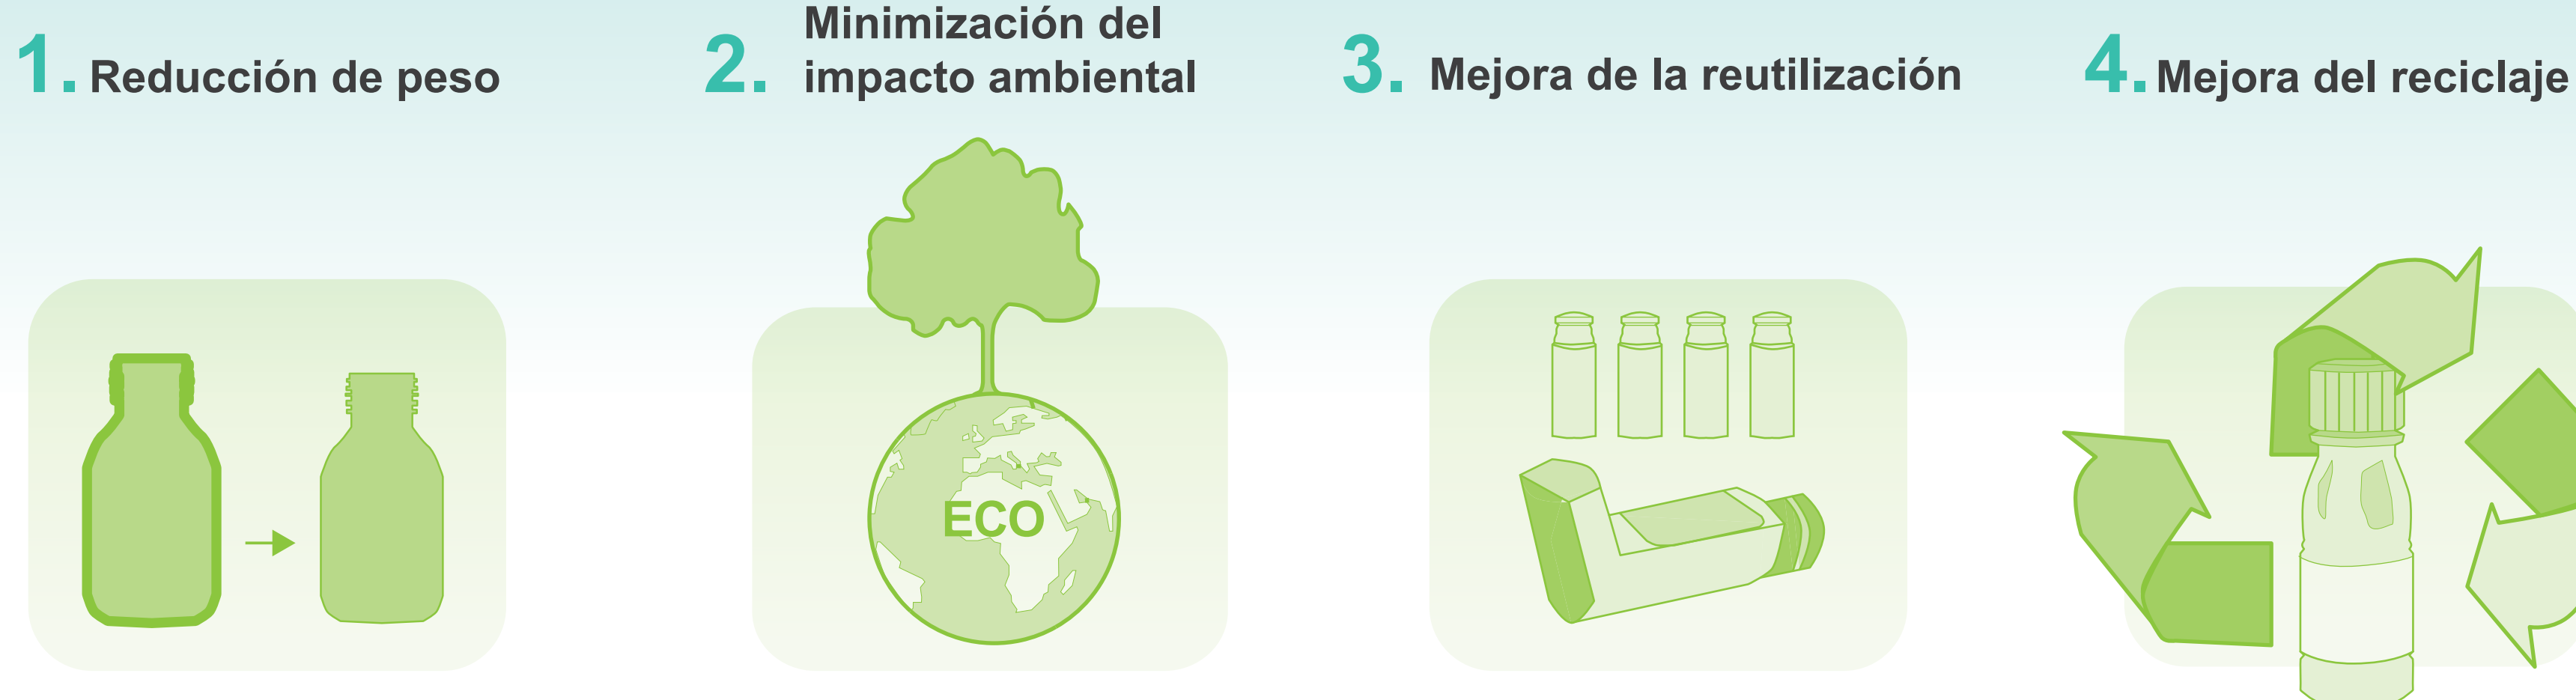 1. Reducción de peso
2. Minimización del
impacto ambiental
3. Mejora de la reutilización
4. Mejora del reciclaje
ECO